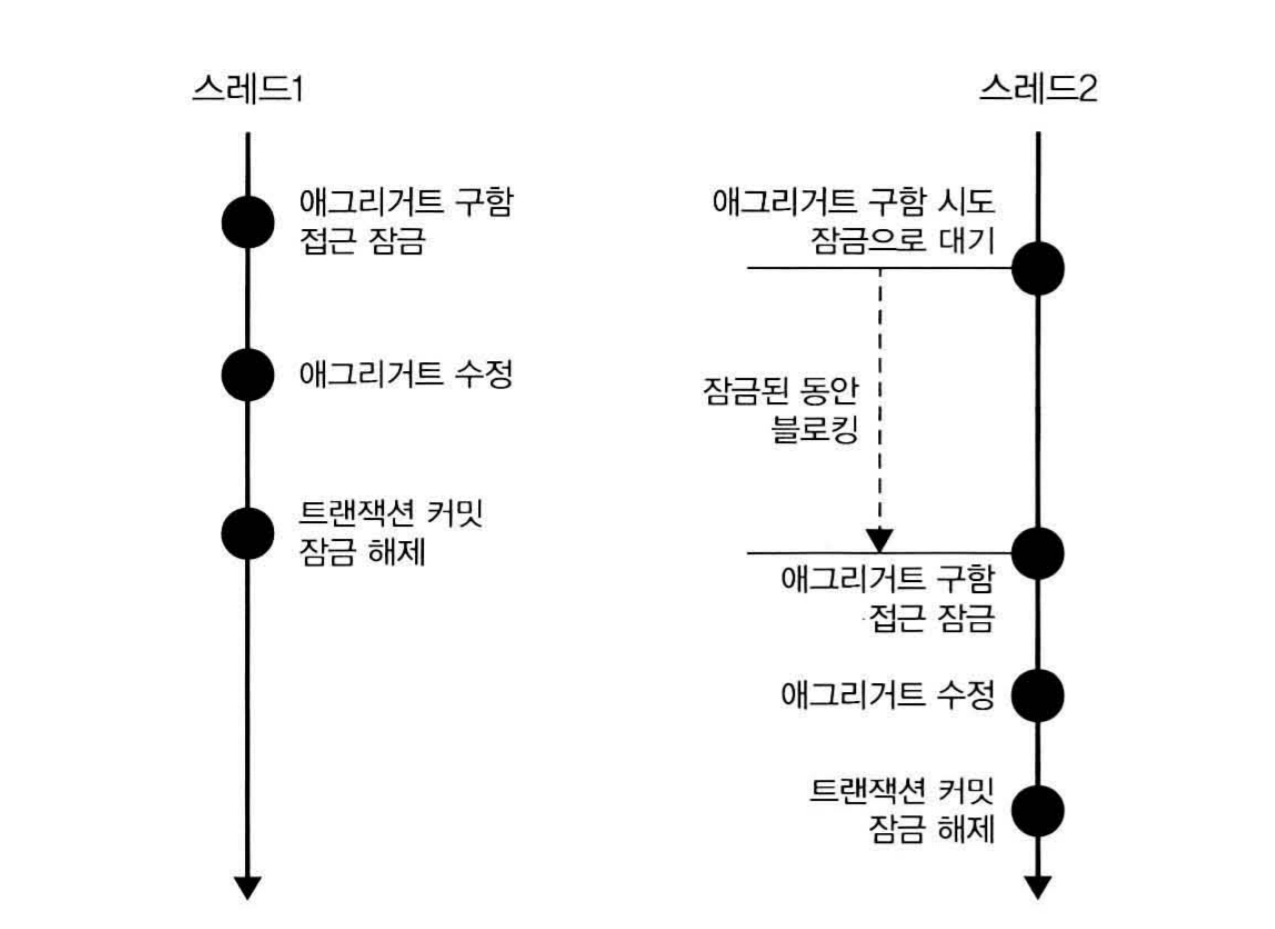 스레드1
애그리거트 구함
접근 잠금
애그리거트 수정
트랜잭션 커밋
잠금 해제
스레드2
애그리거트 구함 시도
잠금으로 대기
잠금된 동안
블로킹
애그리거트 구함
접근 잠금
애그리거트 수정
트랜잭션 커밋
잠금 해제